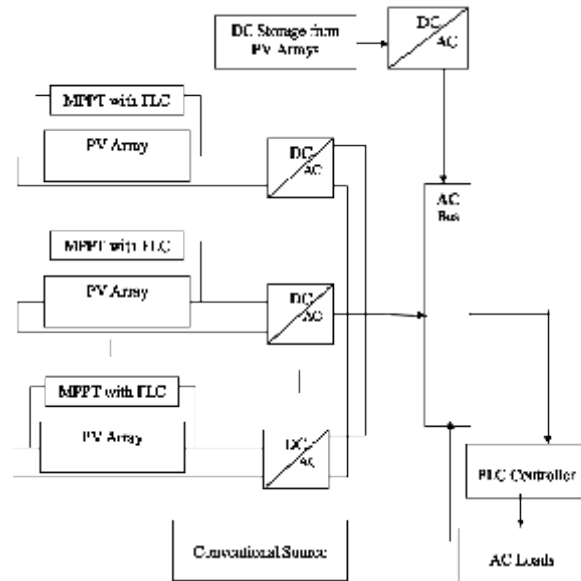 DC Storage from
PV Arrays
DC
AC
MPPT with FLC
PV Array
DC
AC
AC
Bus
MPPT with FLC
PV Array
DC
AC
MPPT with FLC
PV Array
DC
AC
FLC Controller
Conventional Source
AC Loads